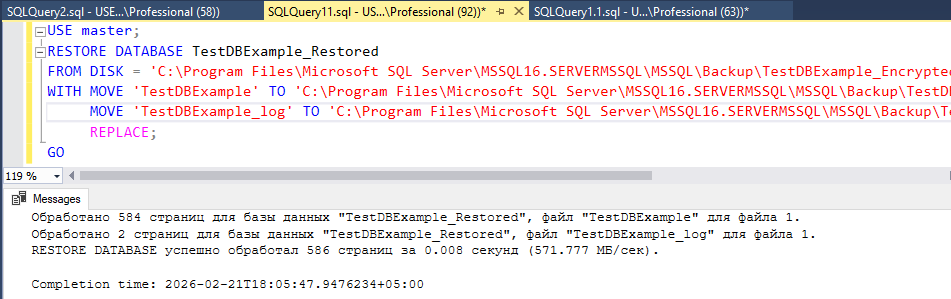 SQLQuery2.sql - USE...\Professional (58)) SQLQuery11.sql - US...\Professional (92))* SQLQuery1.1.sql - U...\Professional (63))*
USE master;
RESTORE DATABASE TestDBExample_Restored
FROM DISK = 'C:\Program Files\Microsoft SQL Server\MSSQL16.SERVERMSSQL\MSSQL\Backup\TestDBExample_Encrypte
WITH MOVE 'TestDBExample' TO 'C:\Program Files\Microsoft SQL Server\MSSQL16.SERVERMSSQL\MSSQL\Backup\TestD
MOVE 'TestDBExample_log' TO 'C:\Program Files\Microsoft SQL Server\MSSQL16.SERVERMSSQL\MSSQL\Backup\Te
REPLACE;
GO
119 %
Messages
Обработано 584 страниц для базы данных "TestDBExample_Restored", файл "TestDBExample" для файла 1.
Обработано 2 страниц для базы данных "TestDBExample_Restored", файл "TestDBExample_log" для файла 1.
RESTORE DATABASE успешно обработал 586 страниц за 0.008 секунд (571.777 МБ/сек).
Completion time: 2026-02-21T18:05:47.9476234+05:00